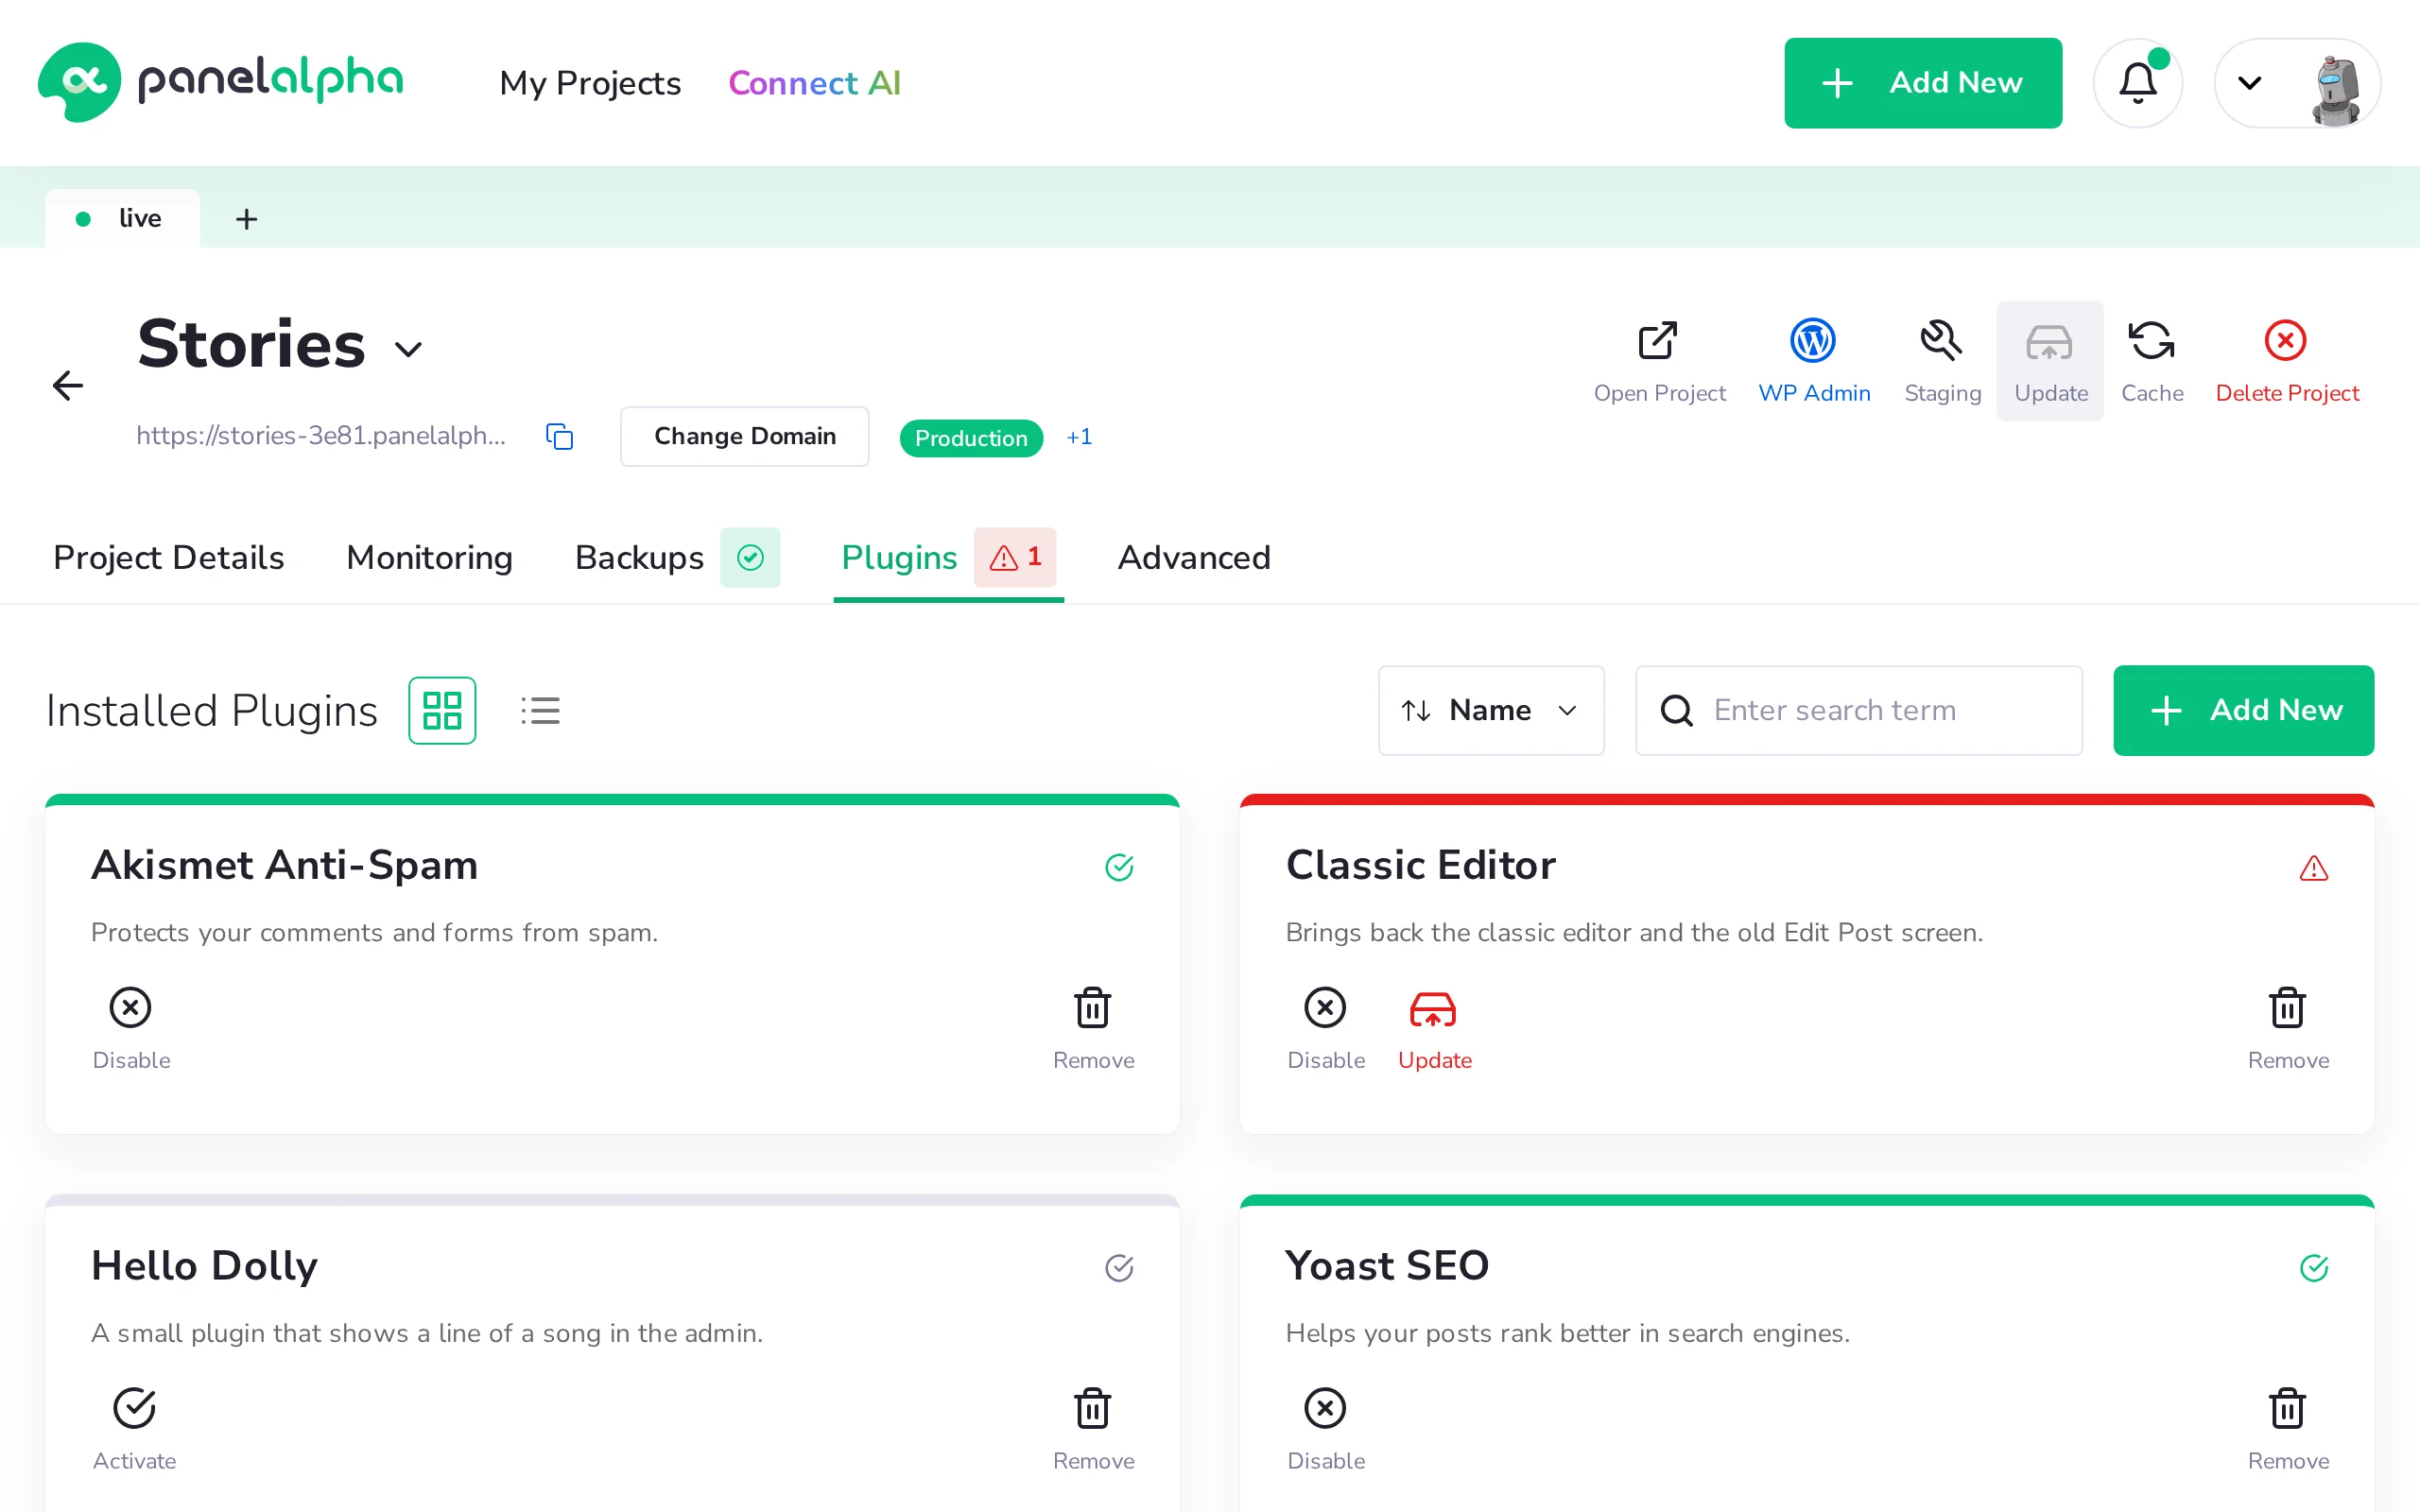 panelalpha
My Projects
Connect AI
Add New
live
Stories
https://stories-3e81.panelalph...
Change Domain
Production
+1
Open Project
WP Admin
Staging
Update
Cache
Delete Project
Project Details
Monitoring
Backups
Plugins
1
Advanced
Installed Plugins
Name
Enter search term
Add New
Akismet Anti-Spam
Protects your comments and forms from spam.
Disable
Remove
Classic Editor
Brings back the classic editor and the old Edit Post screen.
Disable
Update
Remove
Hello Dolly
A small plugin that shows a line of a song in the admin.
Activate
Remove
Yoast SEO
Helps your posts rank better in search engines.
Disable
Remove